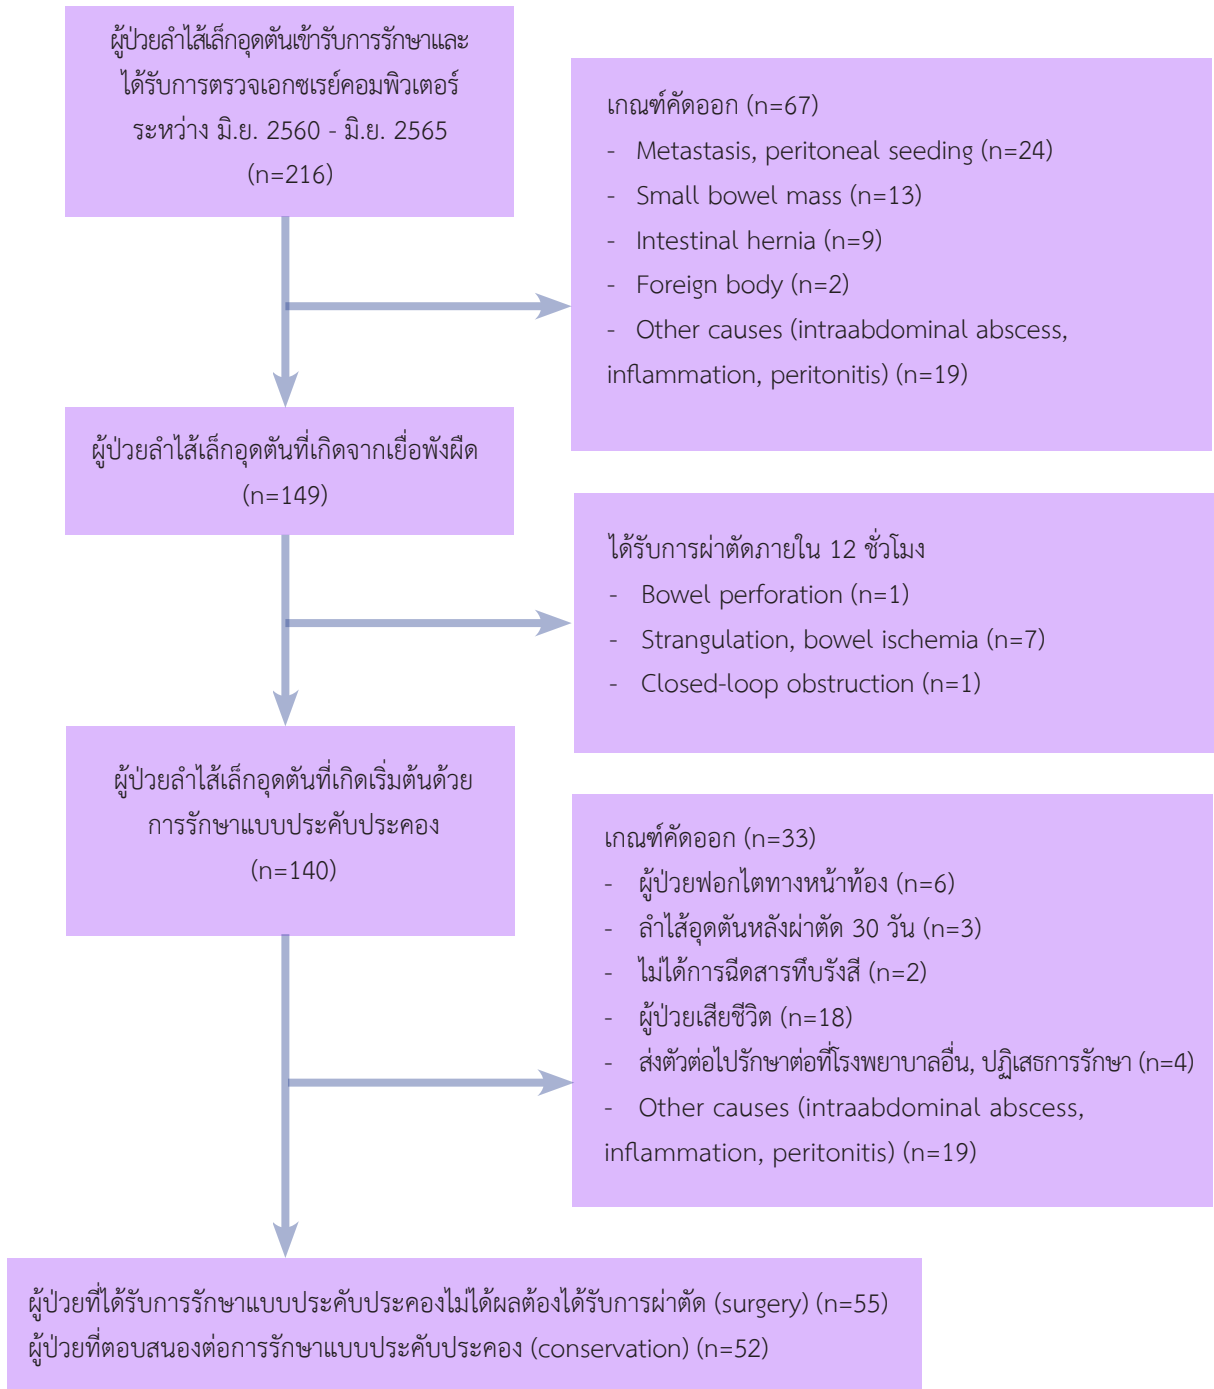 ผู้ป่วยลำไส้เล็กอุดตันเข้ารับการรักษาและ
ได้รับการตรวจเอกซเรย์คอมพิวเตอร์
ระหว่าง มิ.ย. 2560 - มิ.ย. 2565
(n=216)
เกณฑ์คัดออก (n=67)
- Metastasis, peritoneal seeding (n=24)
- Small bowel mass (n=13)
- Intestinal hernia (n=9)
- Foreign body (n=2)
- Other causes (intraabdominal abscess,
inflammation, peritonitis) (n=19)
ผู้ป่วยลำไส้เล็กอุดตันที่เกิดจากเยื่อพังผืด
(n=149)
ได้รับการผ่าตัดภายใน 12 ชั่วโมง
- Bowel perforation (n=1)
- Strangulation, bowel ischemia (n=7)
- Closed-loop obstruction (n=1)
ผู้ป่วยลำไส้เล็กอุดตันที่เกิดเริ่มต้นด้วย
การรักษาแบบประคับประคอง
(n=140)
เกณฑ์คัดออก (n=33)
- ผู้ป่วยฟอกไตทางหน้าท้อง (n=6)
- ลำไส้อุดตันหลังผ่าตัด 30 วัน (n=3)
- ไม่ได้การฉีดสารทึบรังสี (n=2)
- ผู้ป่วยเสียชีวิต (n=18)
- ส่งตัวต่อไปรักษาต่อที่โรงพยาบาลอื่น, ปฏิเสธการรักษา (n=4)
- Other causes (intraabdominal abscess,
inflammation, peritonitis) (n=19)
ผู้ป่วยที่ได้รับการรักษาแบบประคับประคองไม่ได้ผลต้องได้รับการผ่าตัด (surgery) (n=55)
ผู้ป่วยที่ตอบสนองต่อการรักษาแบบประคับประคอง (conservation) (n=52)